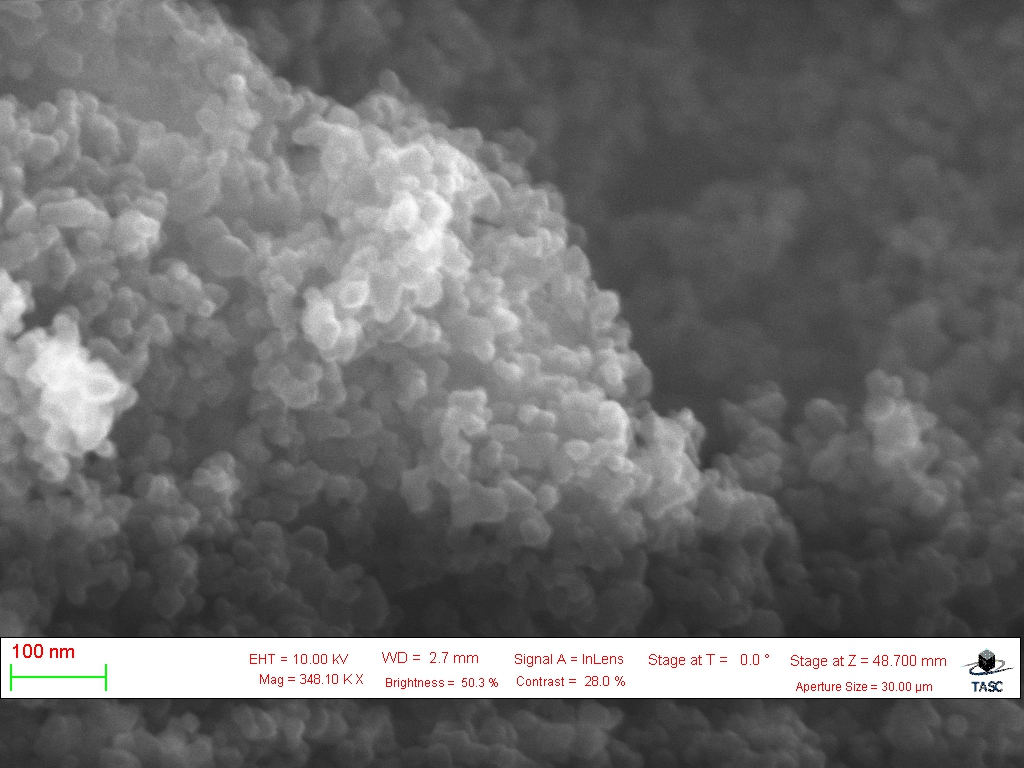 100 nm
EHT = 10.00 kV WD = 2.7 mm Signal A = InLens Stage at T = 0.0 ° Stage at Z = 48.700 mm
Mag = 348.10 K X Brightness = 50.3 % Contrast = 28.0 % Aperture Size = 30.00 µm
TASC